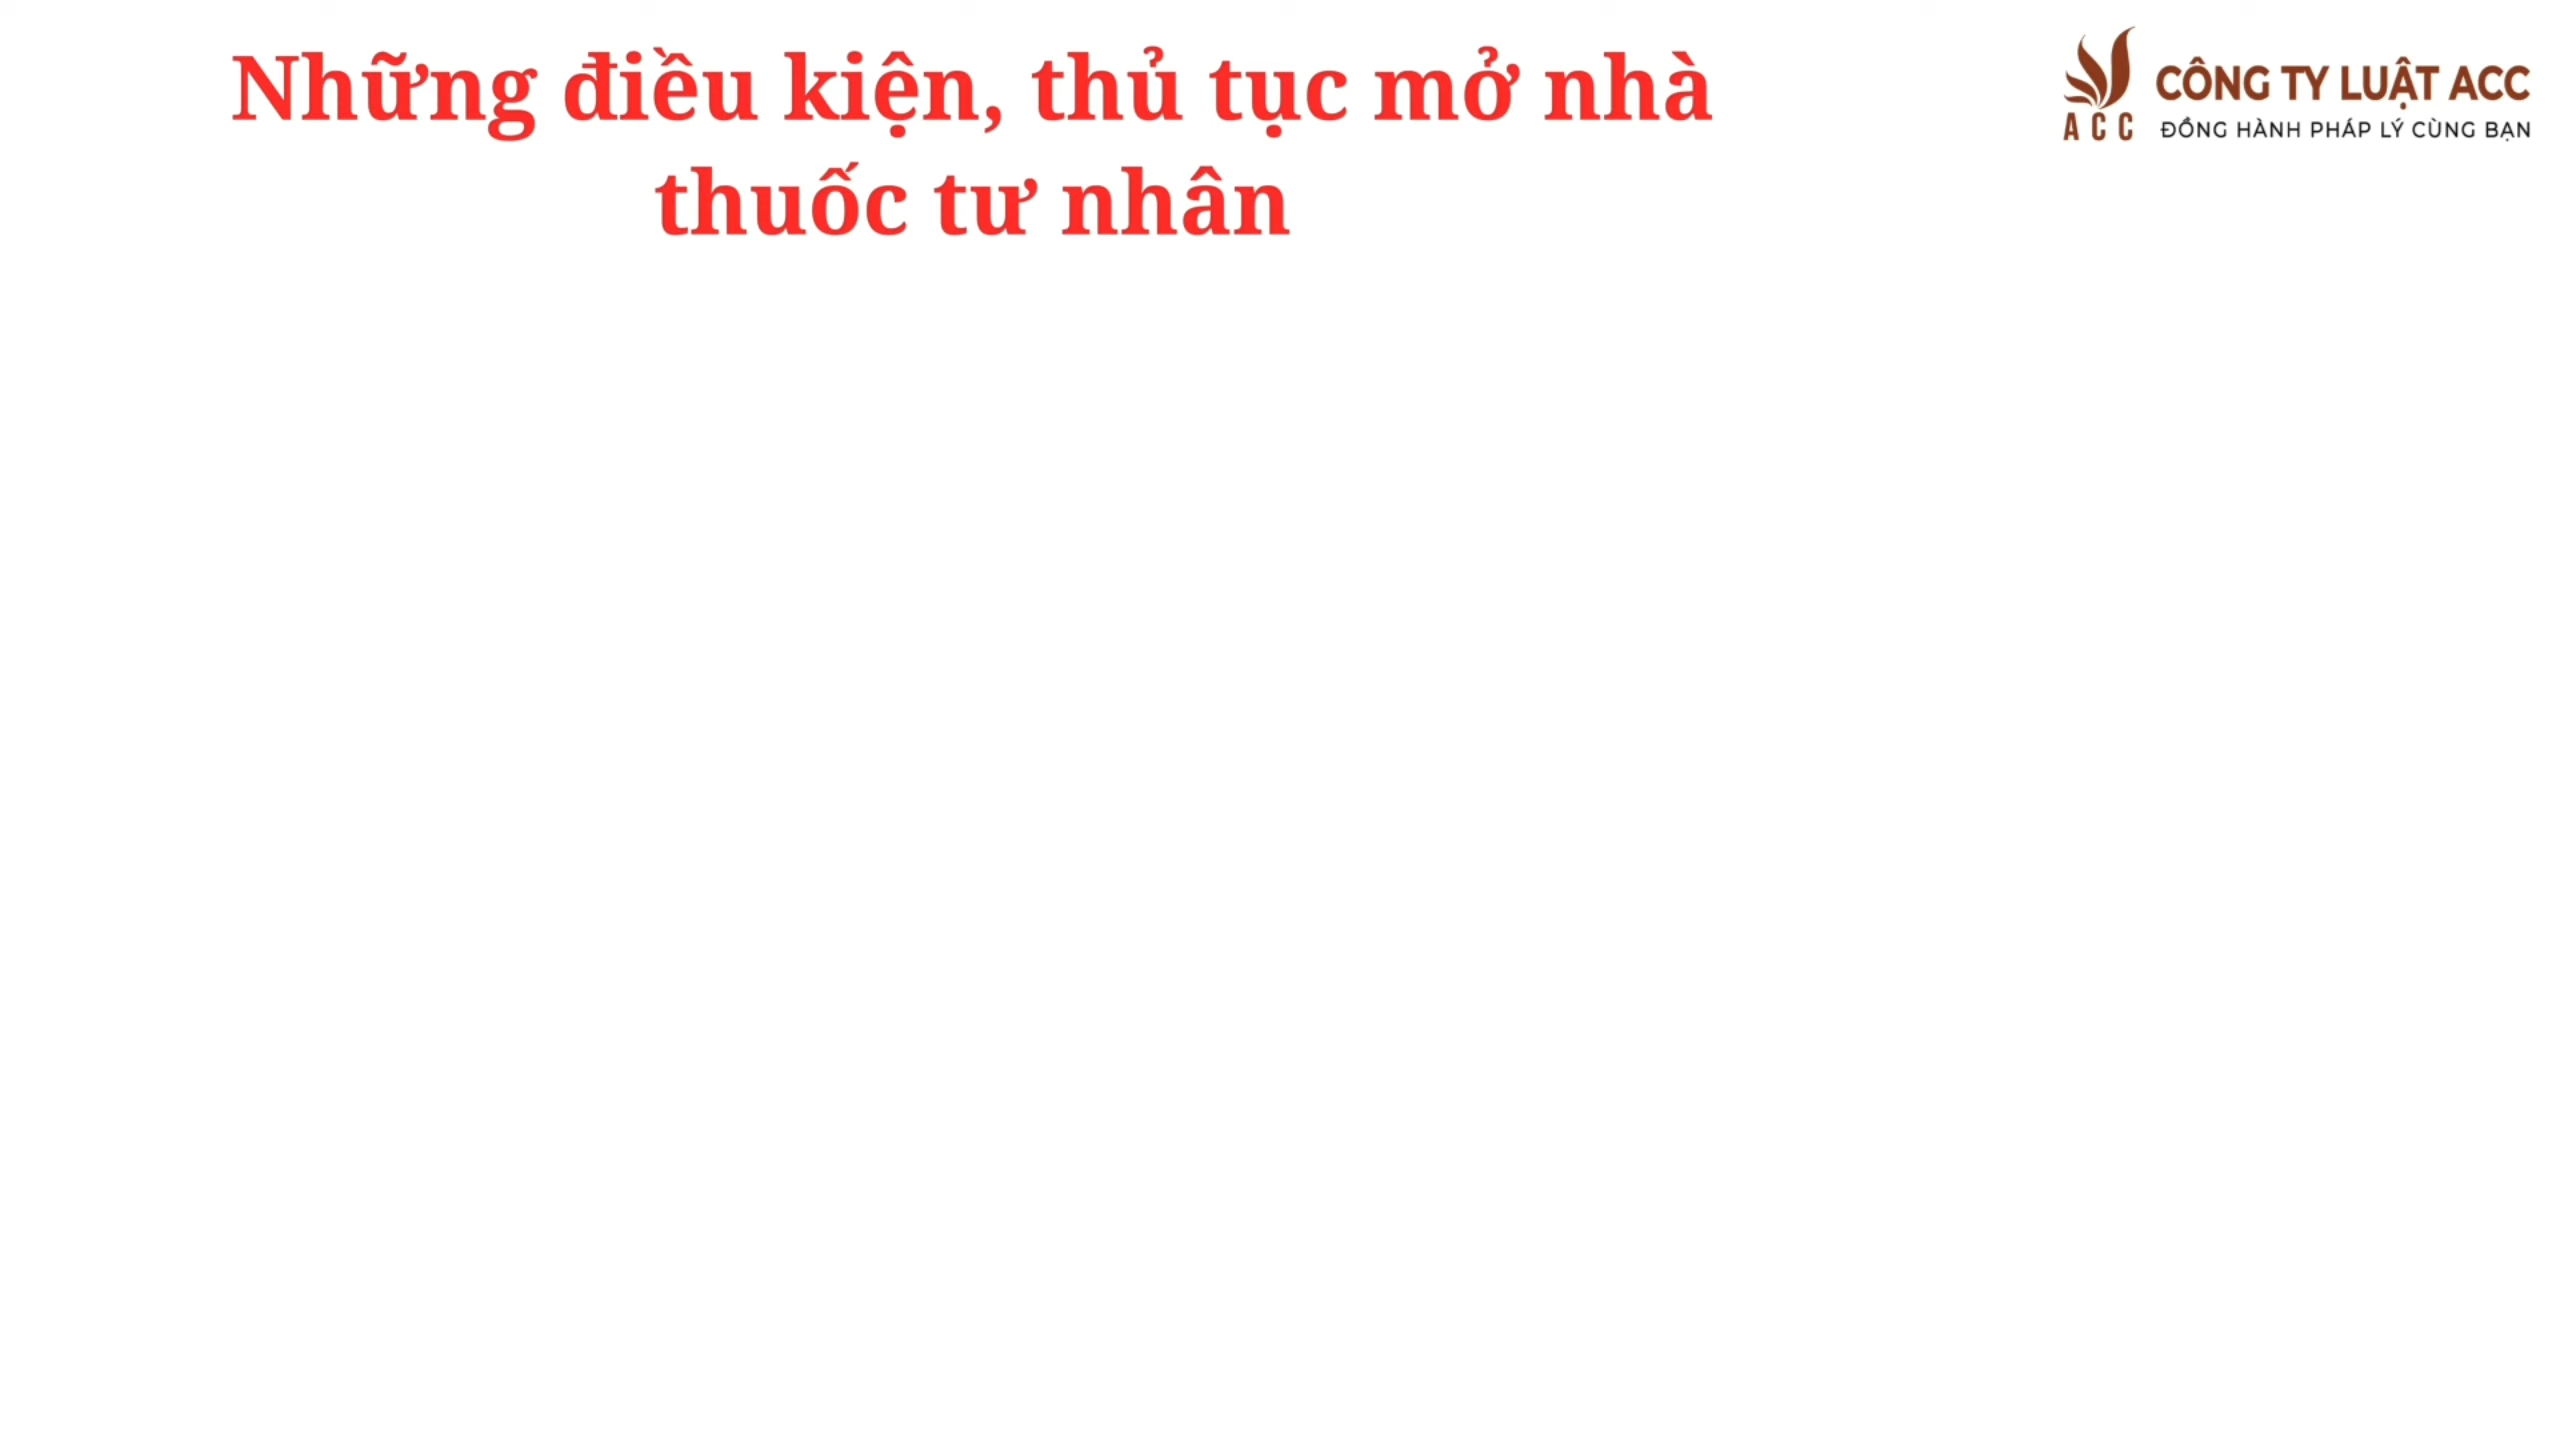 Những điều kiện, thủ tục mở nhà
thuốc tư nhân
CÔNG TY LUẬT ACC
ACC
ĐỒNG HÀNH PHÁP LÝ CÙNG BẠN